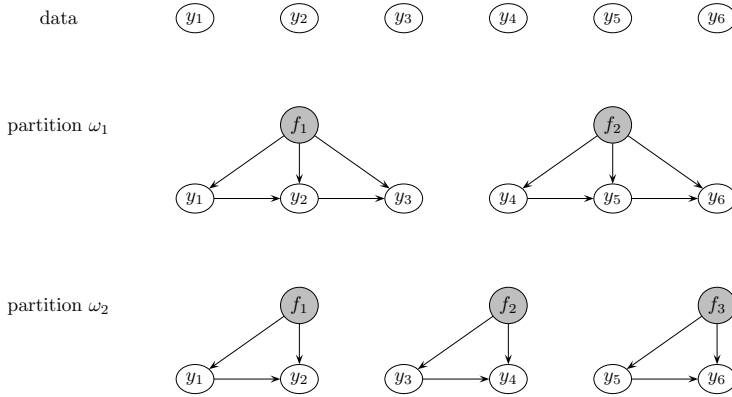 data y₁ y₂ y₃ y₄ y₅ y₆
partition ω₁ f₁ f₂
y₁ y₂ y₃ y₄ y₅ y₆
partition ω₂ f₁ f₂ f₃
y₁ y₂ y₃ y₄ y₅ y₆